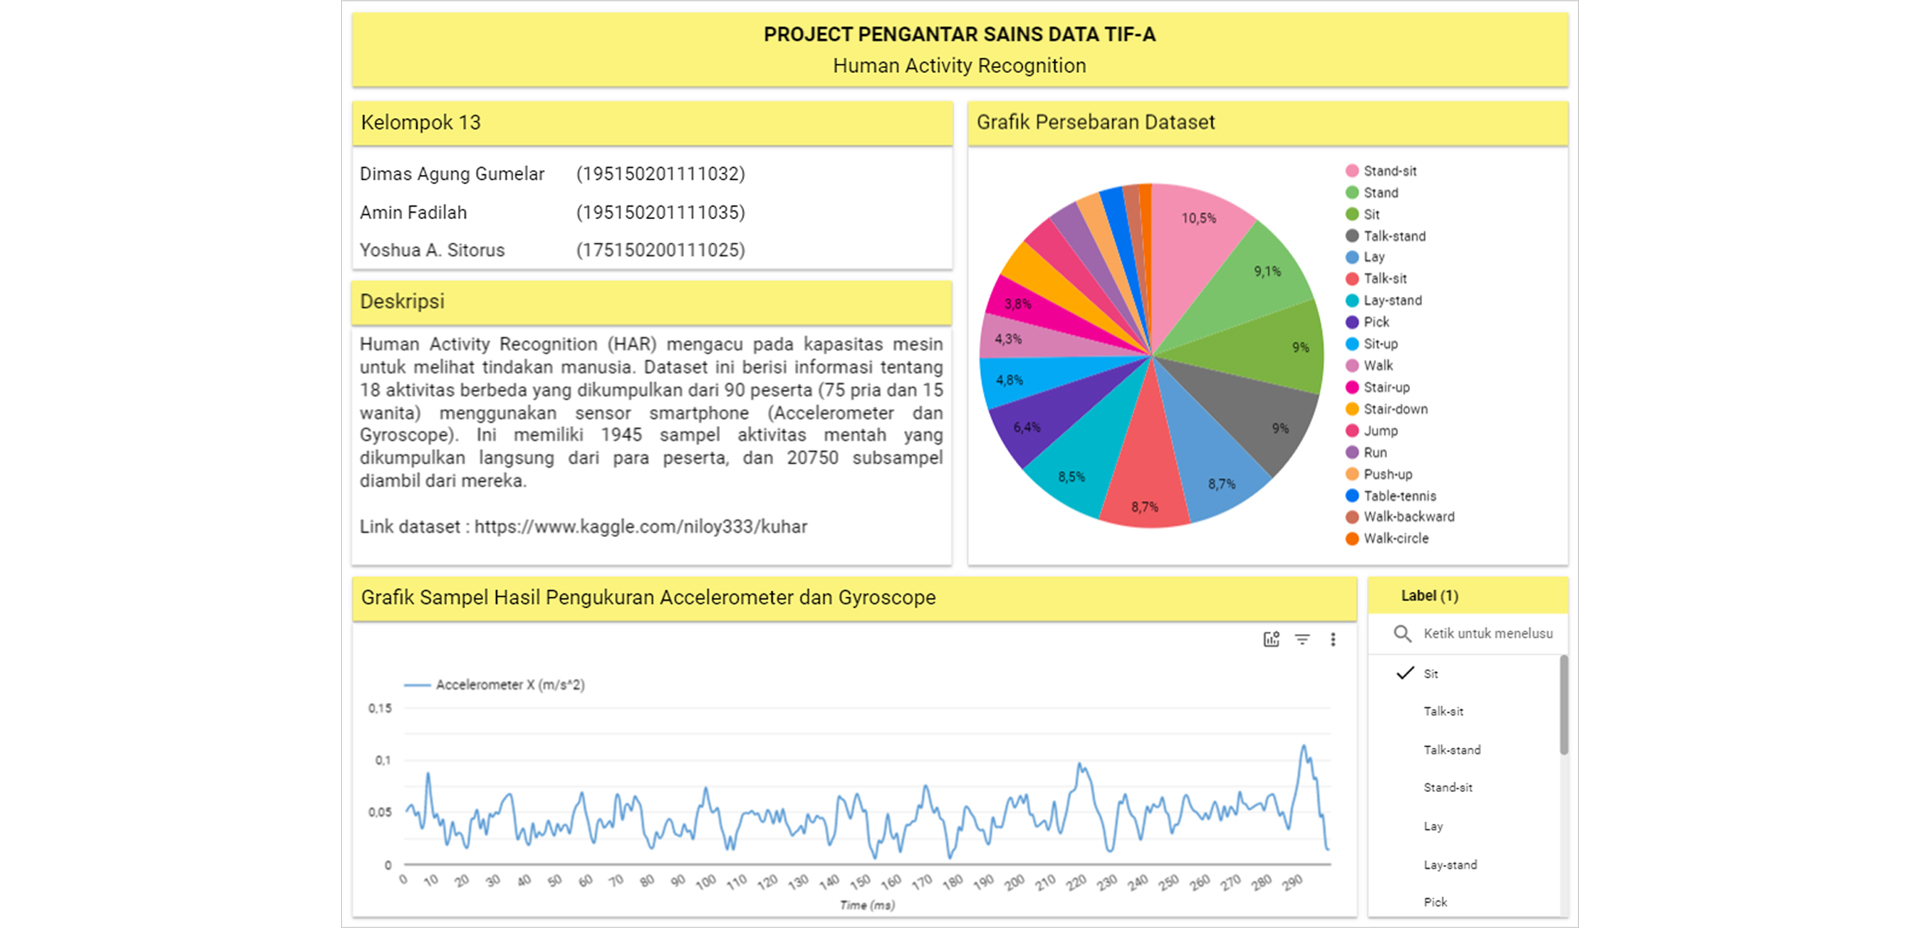 PROJECT PENGANTAR SAINS DATA TIF-A
Human Activity Recognition
Kelompok 13
Dimas Agung Gumelar (195150201111032)
Amin Fadilah (195150201111035)
Yoshua A. Sitorus (175150200111025)
Deskripsi
Human Activity Recognition (HAR) mengacu pada kapasitas mesin
untuk melihat tindakan manusia. Dataset ini berisi informasi tentang
18 aktivitas berbeda yang dikumpulkan dari 90 peserta (75 pria dan 15
wanita) menggunakan sensor smartphone (Accelerometer dan
Gyroscope). Ini memiliki 1945 sampel aktivitas mentah yang
dikumpulkan langsung dari para peserta, dan 20750 subsampel
diambil dari mereka.
Link dataset : https://www.kaggle.com/niloy333/kuhar
Grafik Persebaran Dataset
10,5%
9,1%
9%
9%
8,7%
8,7%
8,5%
6,4%
4,8%
4,3%
3,8%
Stand-sit
Stand
Sit
Talk-stand
Lay
Talk-sit
Lay-stand
Pick
Sit-up
Walk
Stair-up
Stair-down
Jump
Run
Push-up
Table-tennis
Walk-backward
Walk-circle
Grafik Sampel Hasil Pengukuran Accelerometer dan Gyroscope
Accelerometer X (m/s^2)
0,15
0,1
0,05
0
0 10 20 30 40 50 60 70 80 90 100 110 120 130 140 150 160 170 180 190 200 210 220 230 240 250 260 270 280 290
Time (ms)
Label (1)
Ketik untuk menelusu
Sit
Talk-sit
Talk-stand
Stand-sit
Lay
Lay-stand
Pick